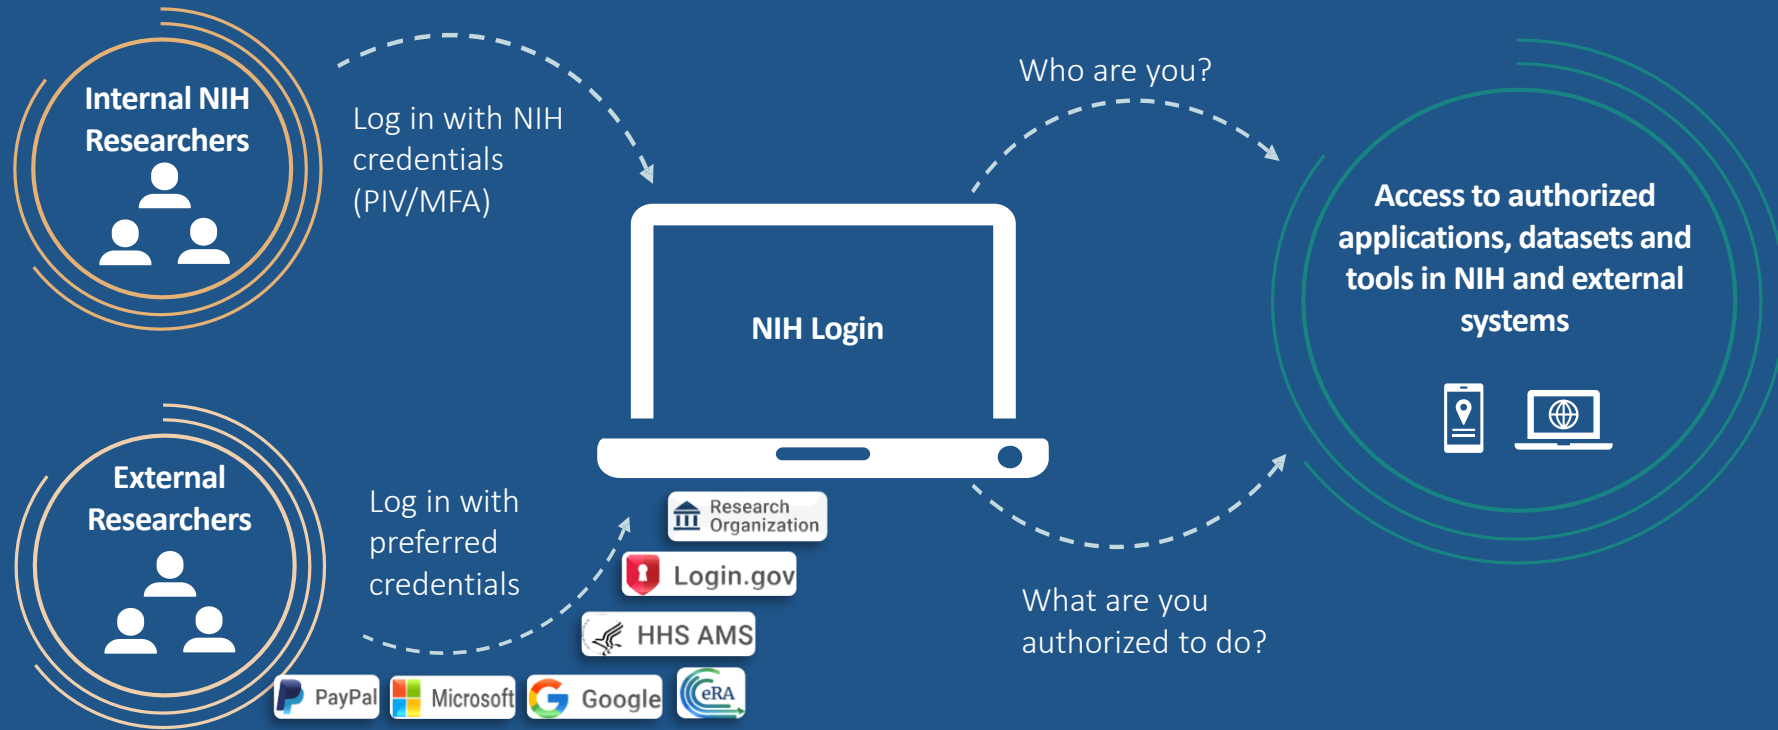 Internal NIH
Researchers
Log in with NIH
credentials
(PIV/MFA)
External
Researchers
Log in with
preferred
credentials
NIH Login
Research
Organization
Login.gov
HHS AMS
PayPal
Microsoft
Google
eRA
Who are you?
What are you
authorized to do?
Access to authorized
applications, datasets and
tools in NIH and external
systems